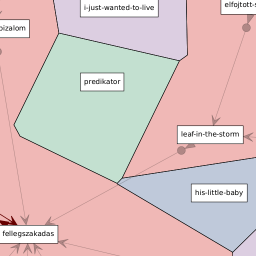 i-just-wanted-to-live
elfojtott-s
bizalom
predikator
leaf-in-the-storm
his-little-baby
fellegszakadas